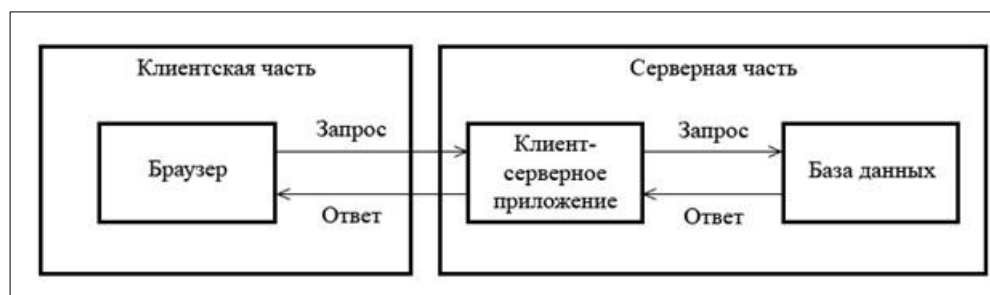 Клиентская часть
Серверная часть
Браузер
Запрос
Ответ
Клиент-
серверное
приложение
Запрос
Ответ
База данных